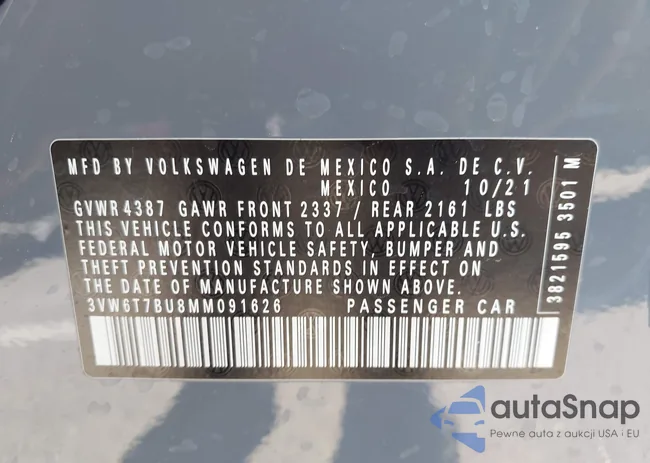 MFD BY VOLKSWAGEN DE MEXICO S.A. DE C.V.
MEXICO 10/21
GVWR 4387 GAWR FRONT 2337 / REAR 2161 LBS
THIS VEHICLE CONFORMS TO ALL APPLICABLE U.S.
FEDERAL MOTOR VEHICLE SAFETY, BUMPER AND
THEFT PREVENTION STANDARDS IN EFFECT ON
THE DATE OF MANUFACTURE SHOWN ABOVE.
3VW6T7BU8MM091626 PASSENGER CAR
3821595 3501 M
autaSnap
Pewne auta z aukcji USA i EU